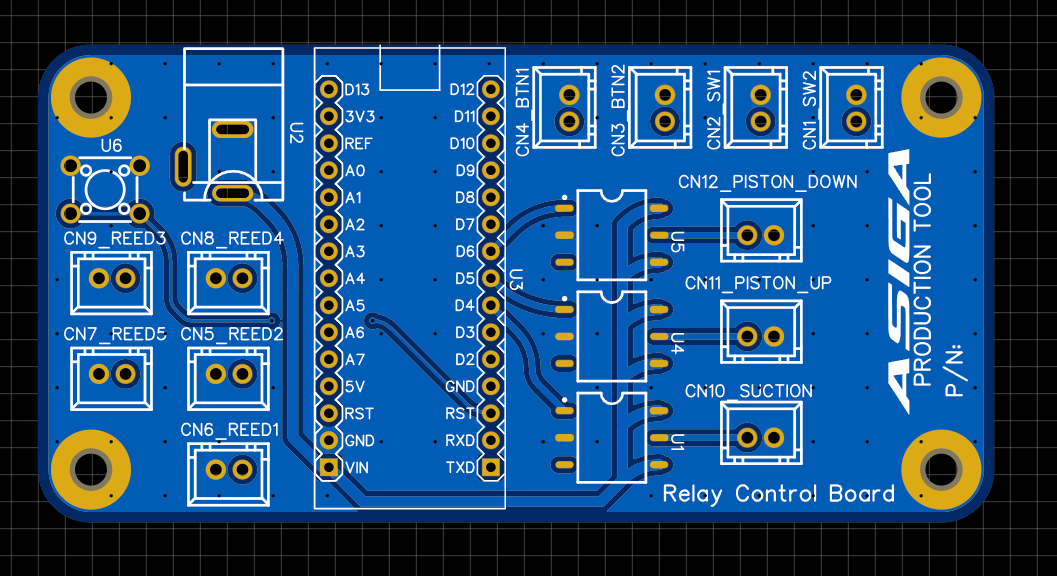 U6
U2
CN9_REED3
CN8_REED4
CN7_REED5
CN5_REED2
CN6_REED1
D13
3V3
REF
A0
A1
A2
A3
A4
A5
A6
A7
5V
RST
GND
VIN
D12
D11
D10
D9
D8
D7
D6
D5
D4
D3
D2
GND
RST
RXD
TXD
U3
CN4_BTN1
CN3_BTN2
CN2_SW1
CN1_SW2
U5
U4
U1
CN12_PISTON_DOWN
CN11_PISTON_UP
CN10_SUCTION
ASIGA
PRODUCTION TOOL
P/N:
Relay Control Board